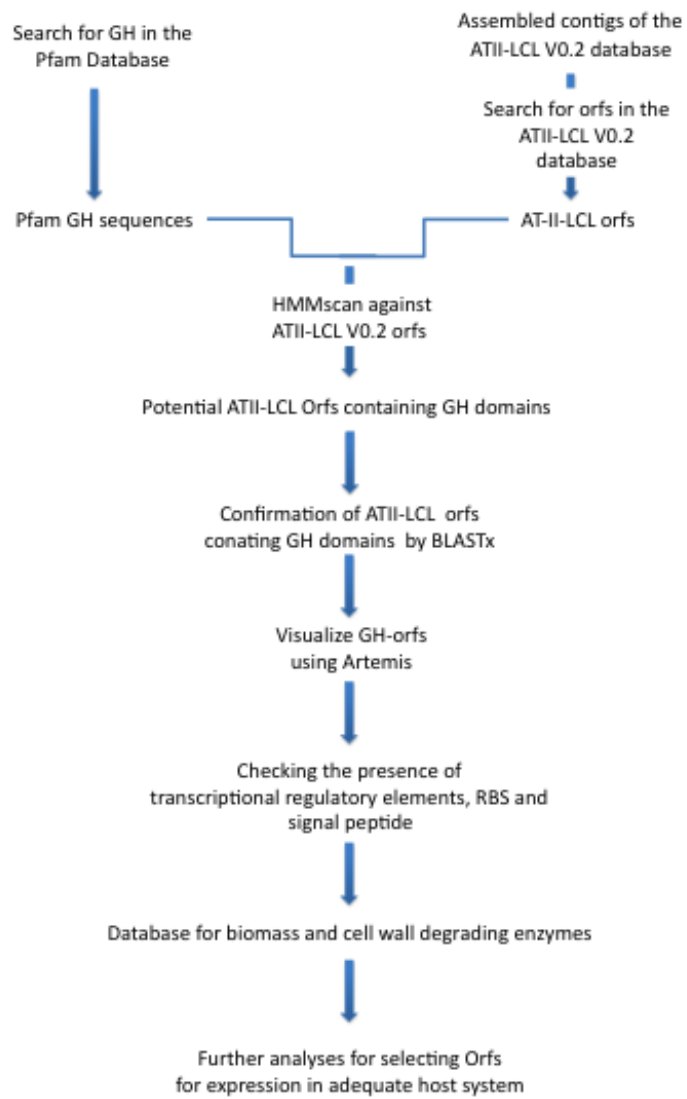 Search for GH in the
Pfam Database
Assembled contigs of the
ATII-LCL V0.2 database
Search for orfs in the
ATII-LCL V0.2
database
Pfam GH sequences
AT-II-LCL orfs
HMMscan against
ATII-LCL V0.2 orfs
Potential ATII-LCL Orfs containing GH domains
Confirmation of ATII-LCL orfs
conating GH domains by BLASTx
Visualize GH-orfs
using Artemis
Checking the presence of
transcriptional regulatory elements, RBS and
signal peptide
Database for biomass and cell wall degrading enzymes
Further analyses for selecting Orfs
for expression in adequate host system